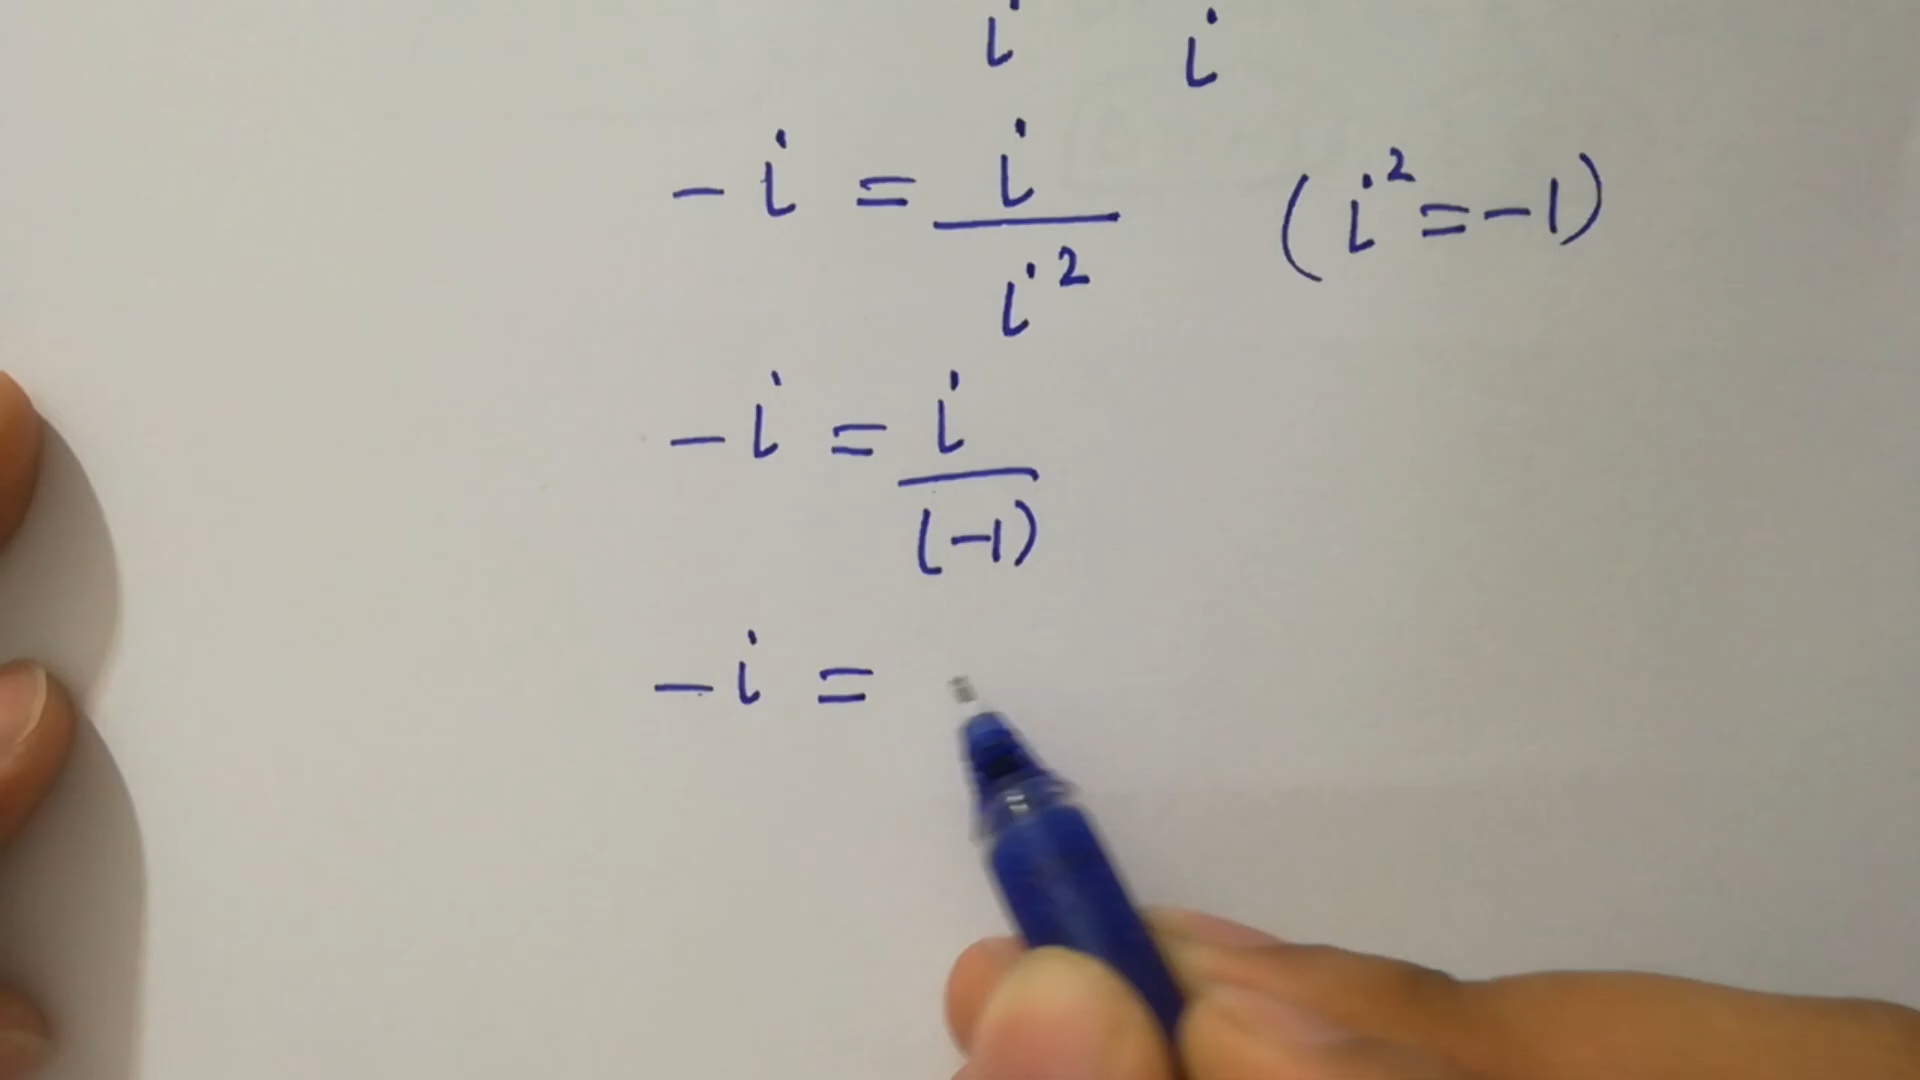 i i
-i = i/i² (i² = -1)
-i = i/(-1)
-i =